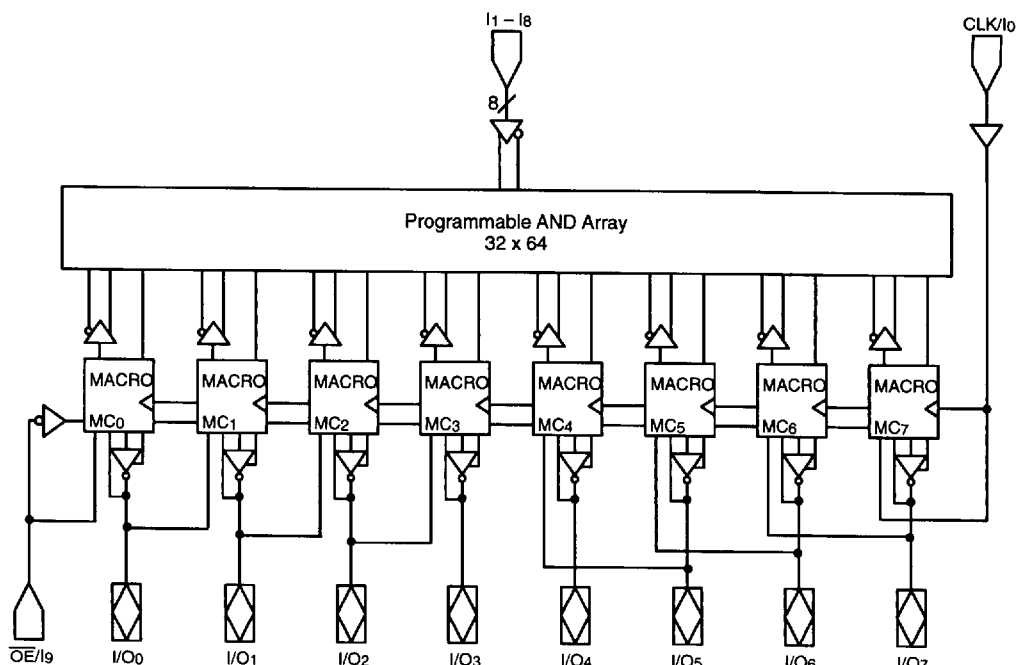 I1 – I8
CLK/I0
8
Programmable AND Array
32 x 64
MACRO MACRO MACRO MACRO MACRO MACRO MACRO MACRO
MC0 MC1 MC2 MC3 MC4 MC5 MC6 MC7
OE/I9 I/O0 I/O1 I/O2 I/O3 I/O4 I/O5 I/O6 I/O7